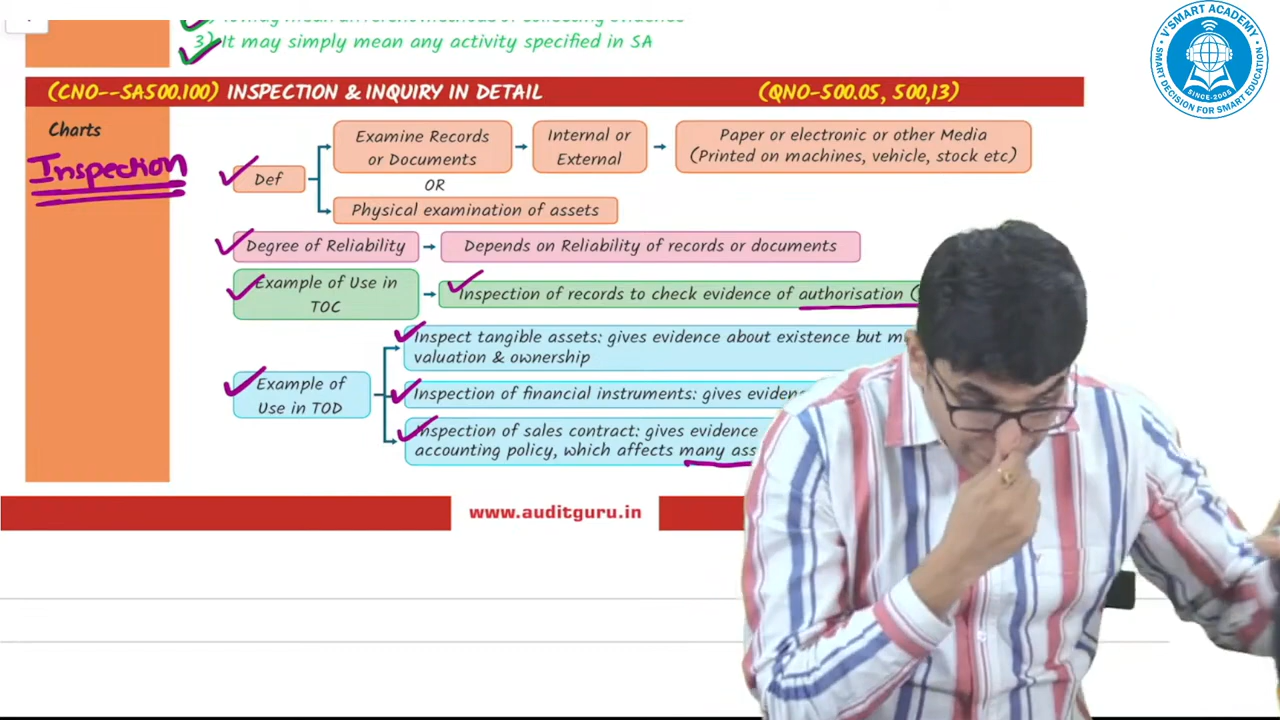 3) It may simply mean any activity specified in SA
(CNO--SA500.100) INSPECTION & INQUIRY IN DETAIL (QNO-500.05, 500,13)
Charts
Inspection
Def
Examine Records
or Documents
Internal or
External
Paper or electronic or other Media
(Printed on machines, vehicle, stock etc)
OR
Physical examination of assets
Degree of Reliability
Depends on Reliability of records or documents
Example of Use in
TOC
Inspection of records to check evidence of authorisation (
Example of
Use in TOD
Inspect tangible assets: gives evidence about existence but
valuation & ownership
Inspection of financial instruments: gives
Inspection of sales contract: gives evidence
accounting policy, which affects many
www.auditguru.in
V'SMART ACADEMY
SINCE-2005
SMART DECISION FOR SMART EDUCATION